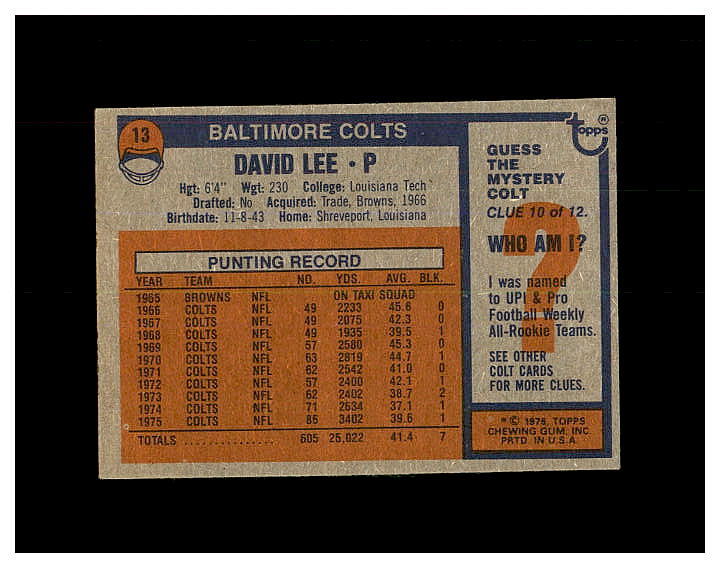 13
BALTIMORE COLTS
DAVID LEE • P
Hgt: 6'4" Wgt: 230 College: Louisiana Tech
Drafted: No Acquired: Trade, Browns, 1966
Birthdate: 11-8-43 Home: Shreveport, Louisiana
PUNTING RECORD
YEAR TEAM NO. YDS. AVG. BLK.
1965 BROWNS NFL ON TAXI SQUAD
1966 COLTS NFL 49 2233 45.6 0
1967 COLTS NFL 49 2075 42.3 0
1968 COLTS NFL 49 1935 39.5 1
1969 COLTS NFL 57 2580 45.3 0
1970 COLTS NFL 63 2819 44.7 1
1971 COLTS NFL 62 2542 41.0 0
1972 COLTS NFL 57 2400 42.1 1
1973 COLTS NFL 62 2402 38.7 2
1974 COLTS NFL 71 2634 37.1 1
1975 COLTS NFL 86 3402 39.6 1
TOTALS ............... 605 25,022 41.4 7
topps®
GUESS
THE
MYSTERY
COLT
CLUE 10 of 12.
?
WHO AM I?
I was named
to UPI & Pro
Football Weekly
All-Rookie Teams.
SEE OTHER
COLT CARDS
FOR MORE CLUES.
* © 1976, TOPPS
CHEWING GUM, INC.
PRTD. IN U.S.A.